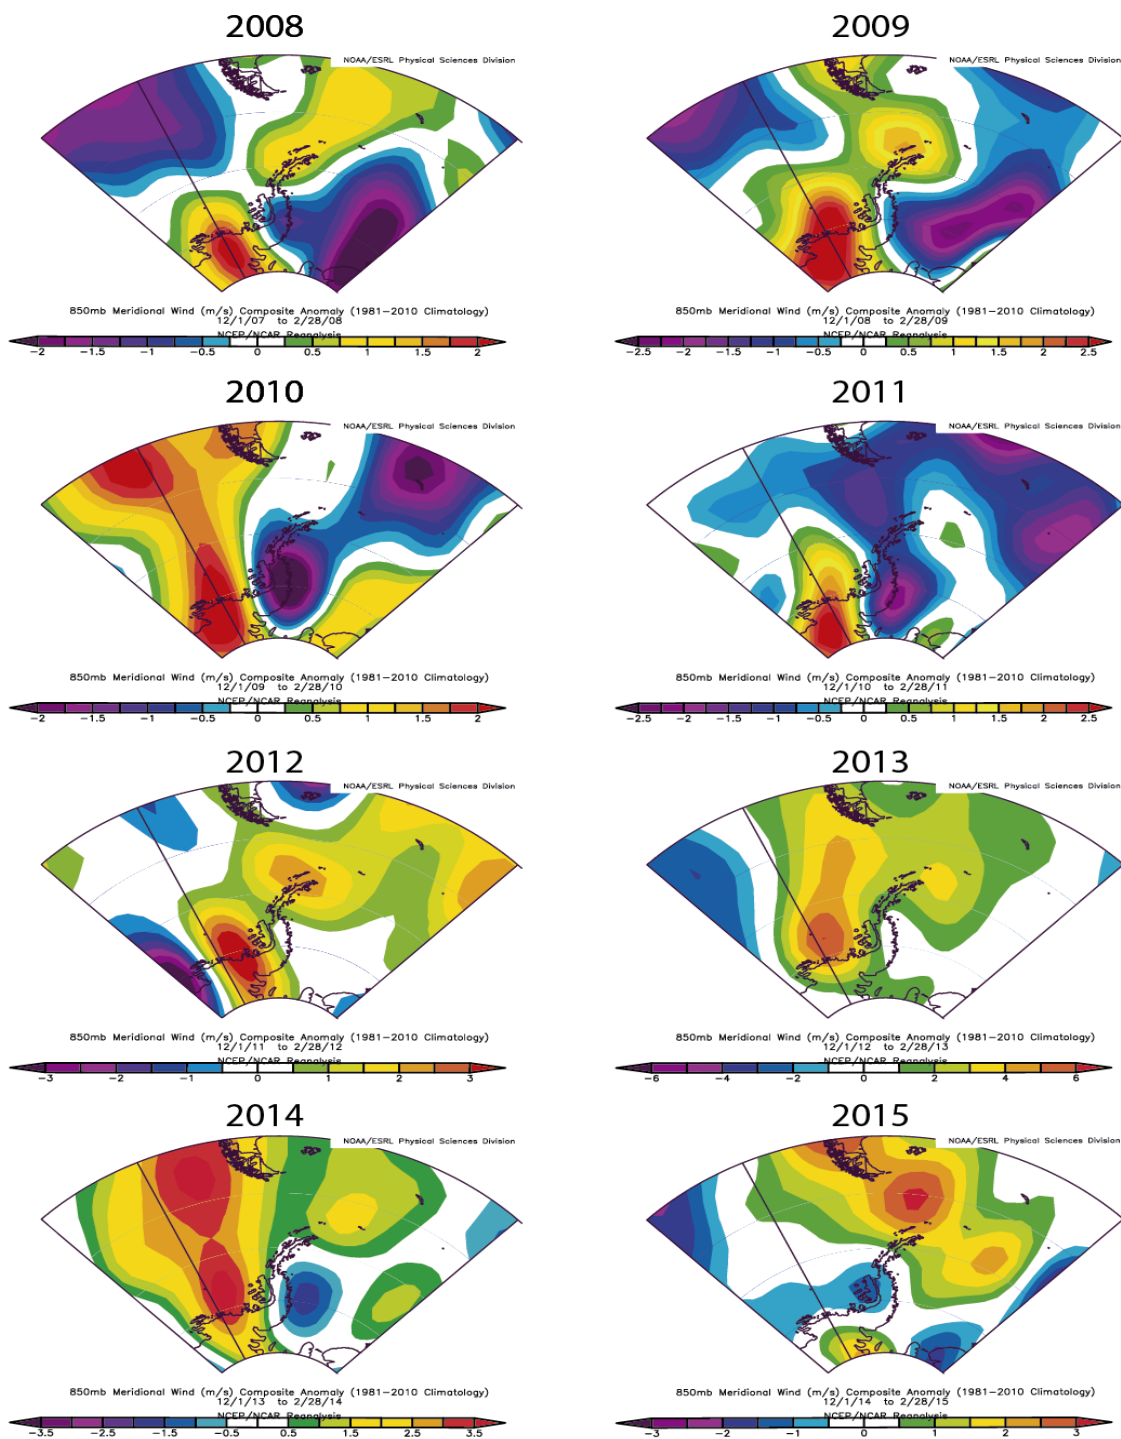 2008
NOAA/ESRL Physical Sciences Division
850mb Meridional Wind (m/s) Composite Anomaly (1981-2010 Climatology)
12/1/07 to 2/28/08
NCEP/NCAR Reanalysis
-2 -1.5 -1 -0.5 0 0.5 1 1.5 2
2009
NOAA/ESRL Physical Sciences Division
850mb Meridional Wind (m/s) Composite Anomaly (1981-2010 Climatology)
12/1/08 to 2/28/09
NCEP/NCAR Reanalysis
-2.5 -2 -1.5 -1 -0.5 0 0.5 1 1.5 2 2.5
2010
NOAA/ESRL Physical Sciences Division
850mb Meridional Wind (m/s) Composite Anomaly (1981-2010 Climatology)
12/1/09 to 2/28/10
NCEP/NCAR Reanalysis
-2 -1.5 -1 -0.5 0 0.5 1 1.5 2
2011
NOAA/ESRL Physical Sciences Division
850mb Meridional Wind (m/s) Composite Anomaly (1981-2010 Climatology)
12/1/10 to 2/28/11
NCEP/NCAR Reanalysis
-2.5 -2 -1.5 -1 -0.5 0 0.5 1 1.5 2 2.5
2012
NOAA/ESRL Physical Sciences Division
850mb Meridional Wind (m/s) Composite Anomaly (1981-2010 Climatology)
12/1/11 to 2/28/12
NCEP/NCAR Reanalysis
-3 -2 -1 0 1 2 3
2013
NOAA/ESRL Physical Sciences Division
850mb Meridional Wind (m/s) Composite Anomaly (1981-2010 Climatology)
12/1/12 to 2/28/13
NCEP/NCAR Reanalysis
-6 -4 -2 0 2 4 6
2014
NOAA/ESRL Physical Sciences Division
850mb Meridional Wind (m/s) Composite Anomaly (1981-2010 Climatology)
12/1/13 to 2/28/14
NCEP/NCAR Reanalysis
-3.5 -2.5 -1.5 -0.5 0.5 1.5 2.5 3.5
2015
NOAA/ESRL Physical Sciences Division
850mb Meridional Wind (m/s) Composite Anomaly (1981-2010 Climatology)
12/1/14 to 2/28/15
NCEP/NCAR Reanalysis
-3 -2 -1 0 1 2 3